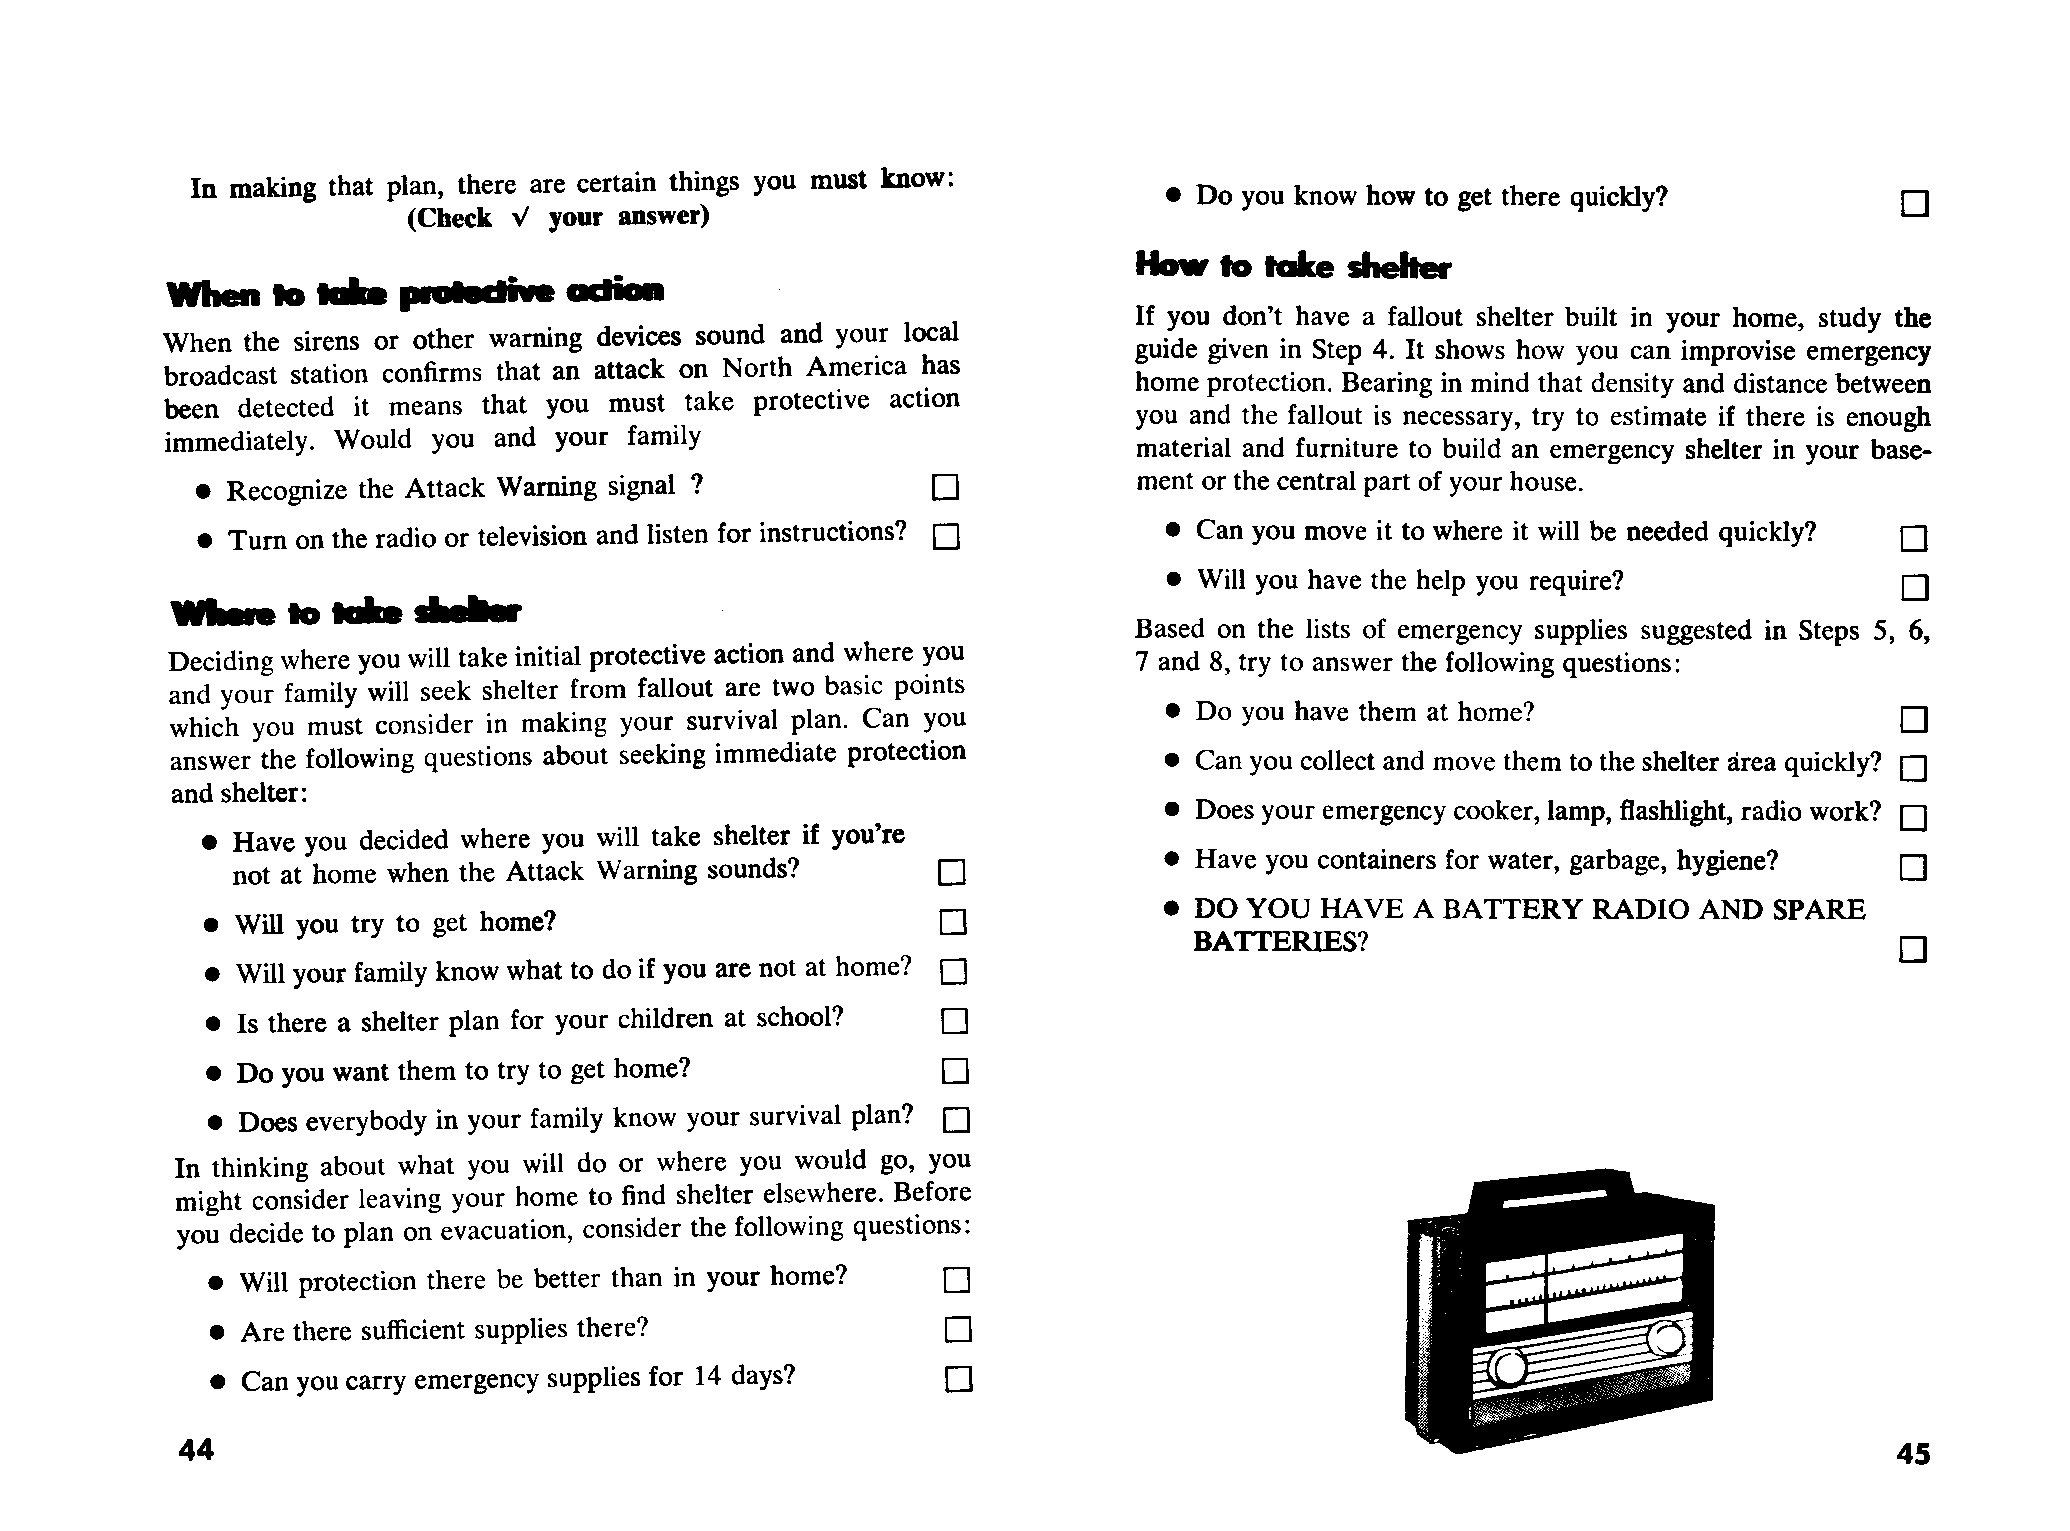 In making that plan, there are certain things you must know:
(Check √ your answer)
When to take protective action
When the sirens or other warning devices sound and your local
broadcast station confirms that an attack on North America has
been detected it means that you must take protective action
immediately. Would you and your family
• Recognize the Attack Warning signal ?
• Turn on the radio or television and listen for instructions?
Where to take shelter
Deciding where you will take initial protective action and where you
and your family will seek shelter from fallout are two basic points
which you must consider in making your survival plan. Can you
answer the following questions about seeking immediate protection
and shelter:
• Have you decided where you will take shelter if you're
not at home when the Attack Warning sounds?
• Will you try to get home?
• Will your family know what to do if you are not at home?
• Is there a shelter plan for your children at school?
• Do you want them to try to get home?
• Does everybody in your family know your survival plan?
In thinking about what you will do or where you would go, you
might consider leaving your home to find shelter elsewhere. Before
you decide to plan on evacuation, consider the following questions:
• Will protection there be better than in your home?
• Are there sufficient supplies there?
• Can you carry emergency supplies for 14 days?
44
• Do you know how to get there quickly?
How to take shelter
If you don't have a fallout shelter built in your home, study the
guide given in Step 4. It shows how you can improvise emergency
home protection. Bearing in mind that density and distance between
you and the fallout is necessary, try to estimate if there is enough
material and furniture to build an emergency shelter in your base-
ment or the central part of your house.
• Can you move it to where it will be needed quickly?
• Will you have the help you require?
Based on the lists of emergency supplies suggested in Steps 5, 6,
7 and 8, try to answer the following questions:
• Do you have them at home?
• Can you collect and move them to the shelter area quickly?
• Does your emergency cooker, lamp, flashlight, radio work?
• Have you containers for water, garbage, hygiene?
• DO YOU HAVE A BATTERY RADIO AND SPARE
BATTERIES?
45